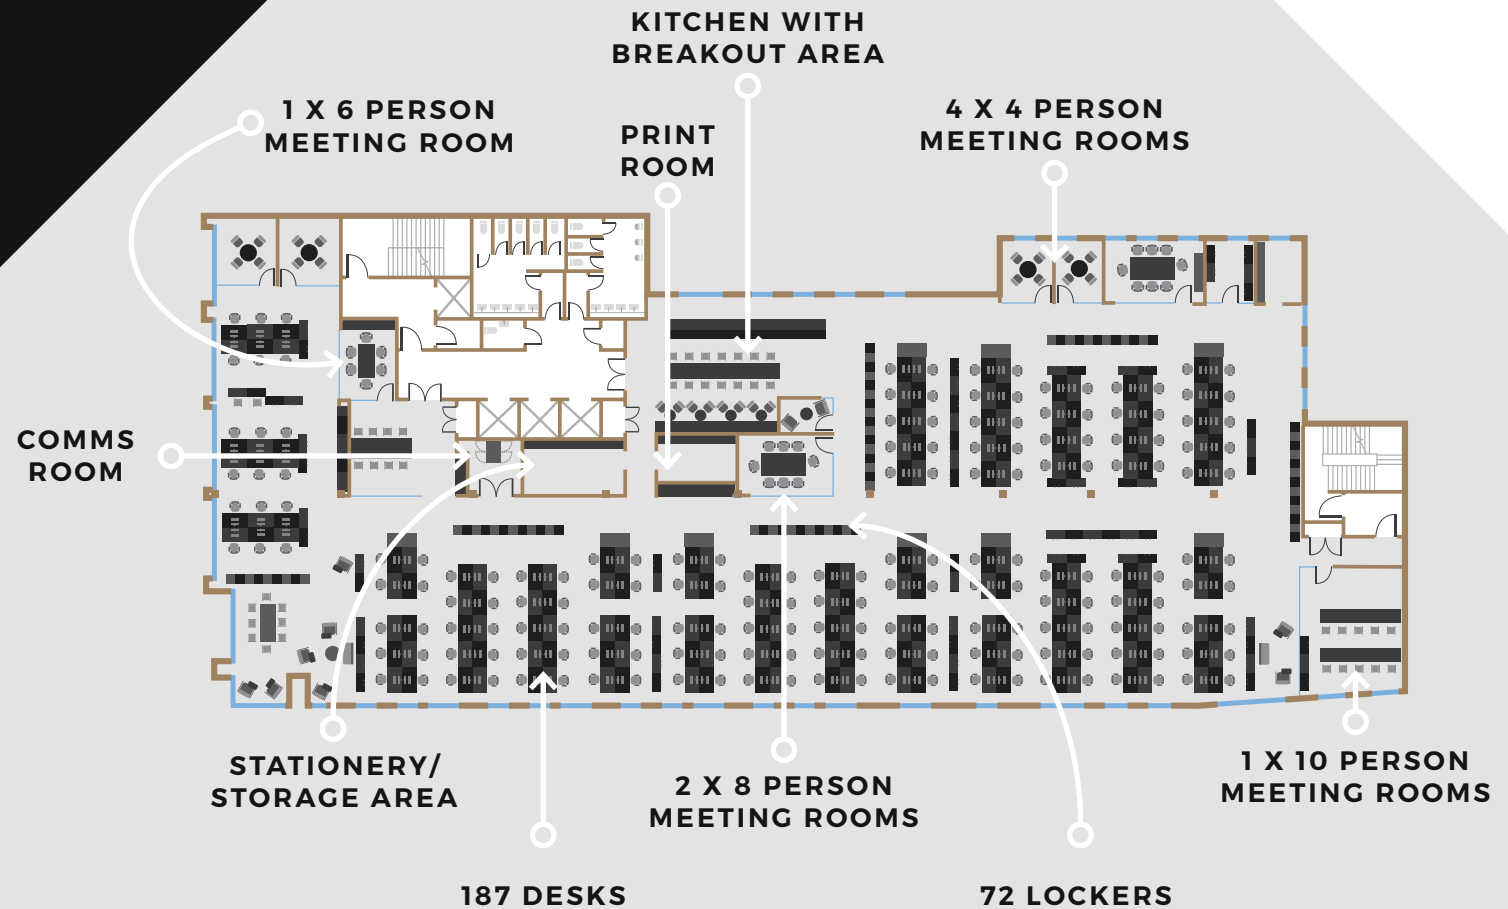 KITCHEN WITH
BREAKOUT AREA
1 X 6 PERSON
MEETING ROOM
PRINT
ROOM
4 X 4 PERSON
MEETING ROOMS
COMMS
ROOM
STATIONERY/
STORAGE AREA
2 X 8 PERSON
MEETING ROOMS
1 X 10 PERSON
MEETING ROOMS
187 DESKS
72 LOCKERS